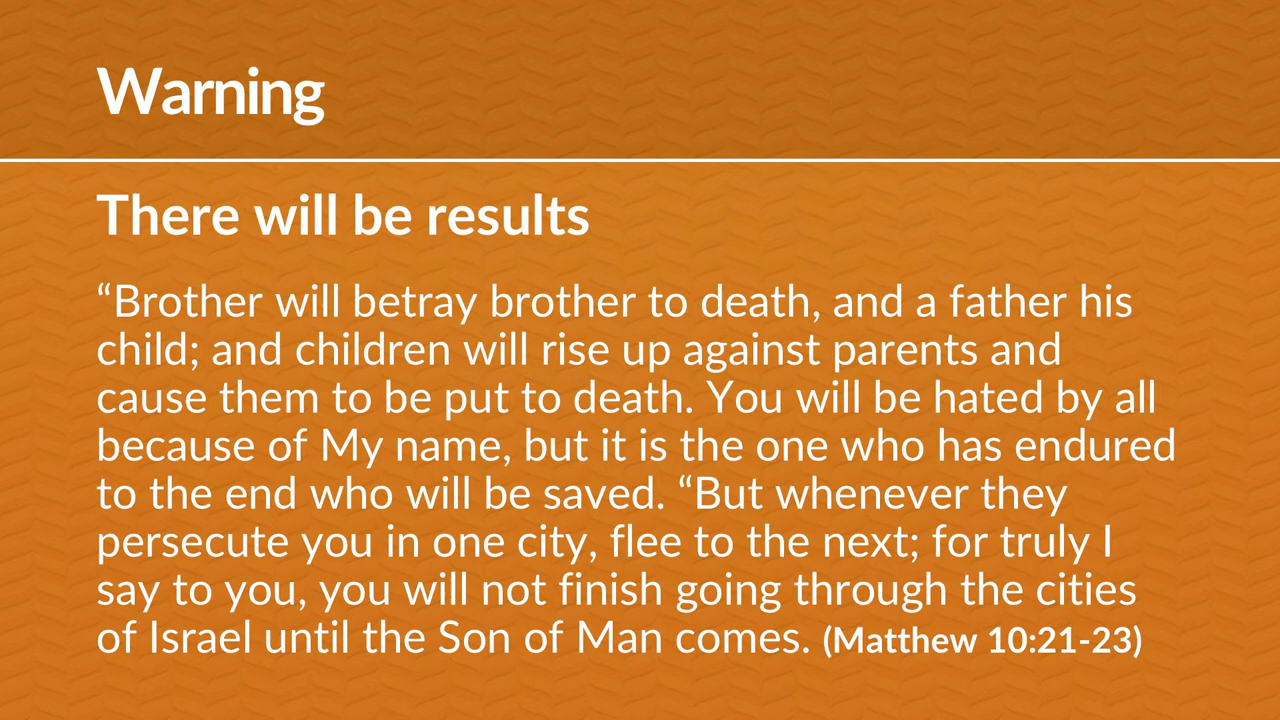 Warning
There will be results
“Brother will betray brother to death, and a father his
child; and children will rise up against parents and
cause them to be put to death. You will be hated by all
because of My name, but it is the one who has endured
to the end who will be saved. “But whenever they
persecute you in one city, flee to the next; for truly I
say to you, you will not finish going through the cities
of Israel until the Son of Man comes. (Matthew 10:21-23)